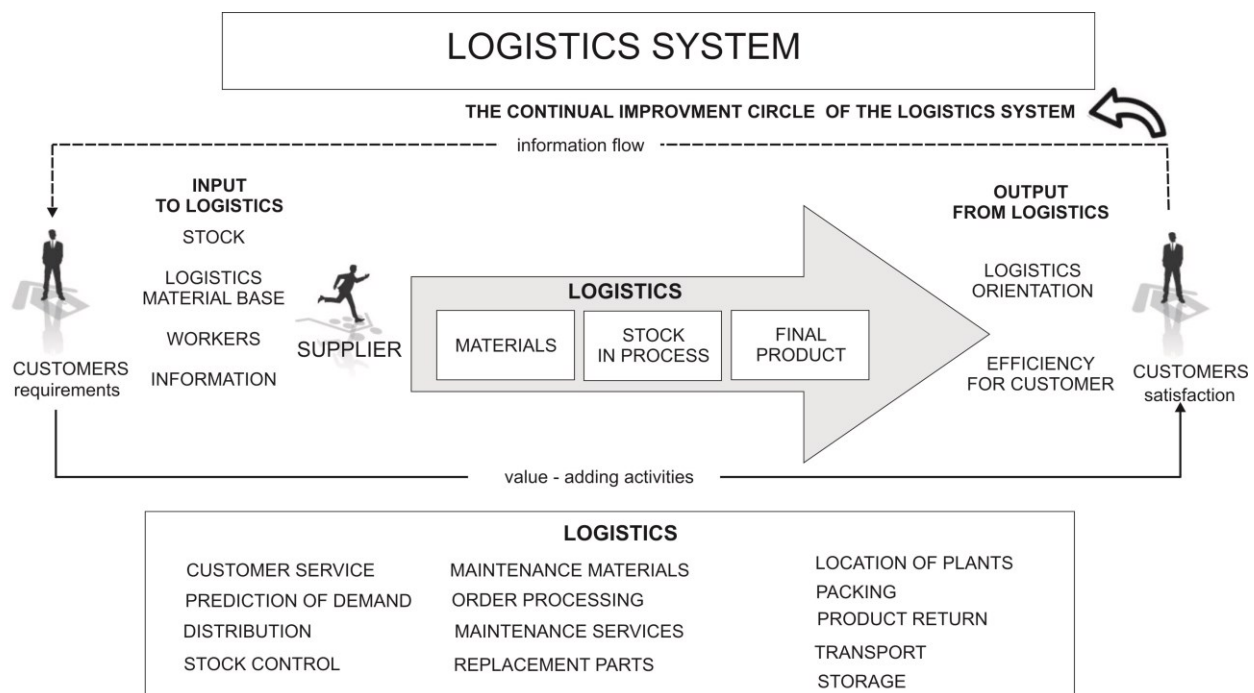 LOGISTICS SYSTEM
THE CONTINUAL IMPROVMENT CIRCLE OF THE LOGISTICS SYSTEM
information flow
INPUT
TO LOGISTICS
STOCK
LOGISTICS
MATERIAL BASE
WORKERS
INFORMATION
CUSTOMERS
requirements
SUPPLIER
LOGISTICS
MATERIALS
STOCK
IN PROCESS
FINAL
PRODUCT
OUTPUT
FROM LOGISTICS
LOGISTICS
ORIENTATION
EFFICIENCY
FOR CUSTOMER
CUSTOMERS
satisfaction
value - adding activities
LOGISTICS
CUSTOMER SERVICE
PREDICTION OF DEMAND
DISTRIBUTION
STOCK CONTROL
MAINTENANCE MATERIALS
ORDER PROCESSING
MAINTENANCE SERVICES
REPLACEMENT PARTS
LOCATION OF PLANTS
PACKING
PRODUCT RETURN
TRANSPORT
STORAGE